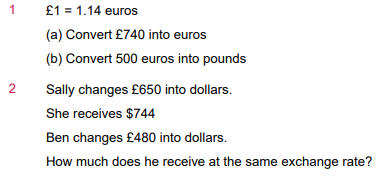 1 £1 = 1.14 euros
(a) Convert £740 into euros
(b) Convert 500 euros into pounds
2 Sally changes £650 into dollars.
She receives $744
Ben changes £480 into dollars.
How much does he receive at the same exchange rate?